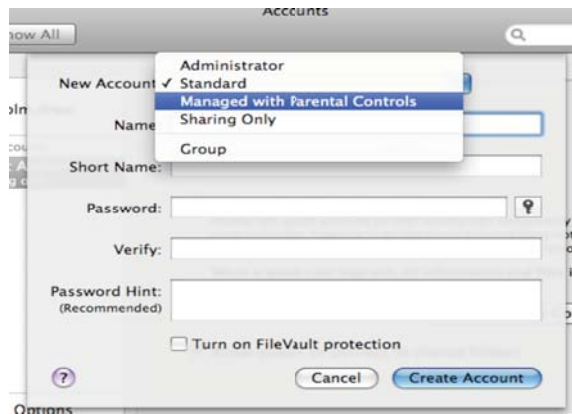 Accounts
how All
Administrator
New Account ✓ Standard
Managed with Parental Controls
Name
Sharing Only
Group
Short Name:
Password:
Verify:
Password Hint:
(Recommended)
Turn on FileVault protection
? Cancel Create Account
Options